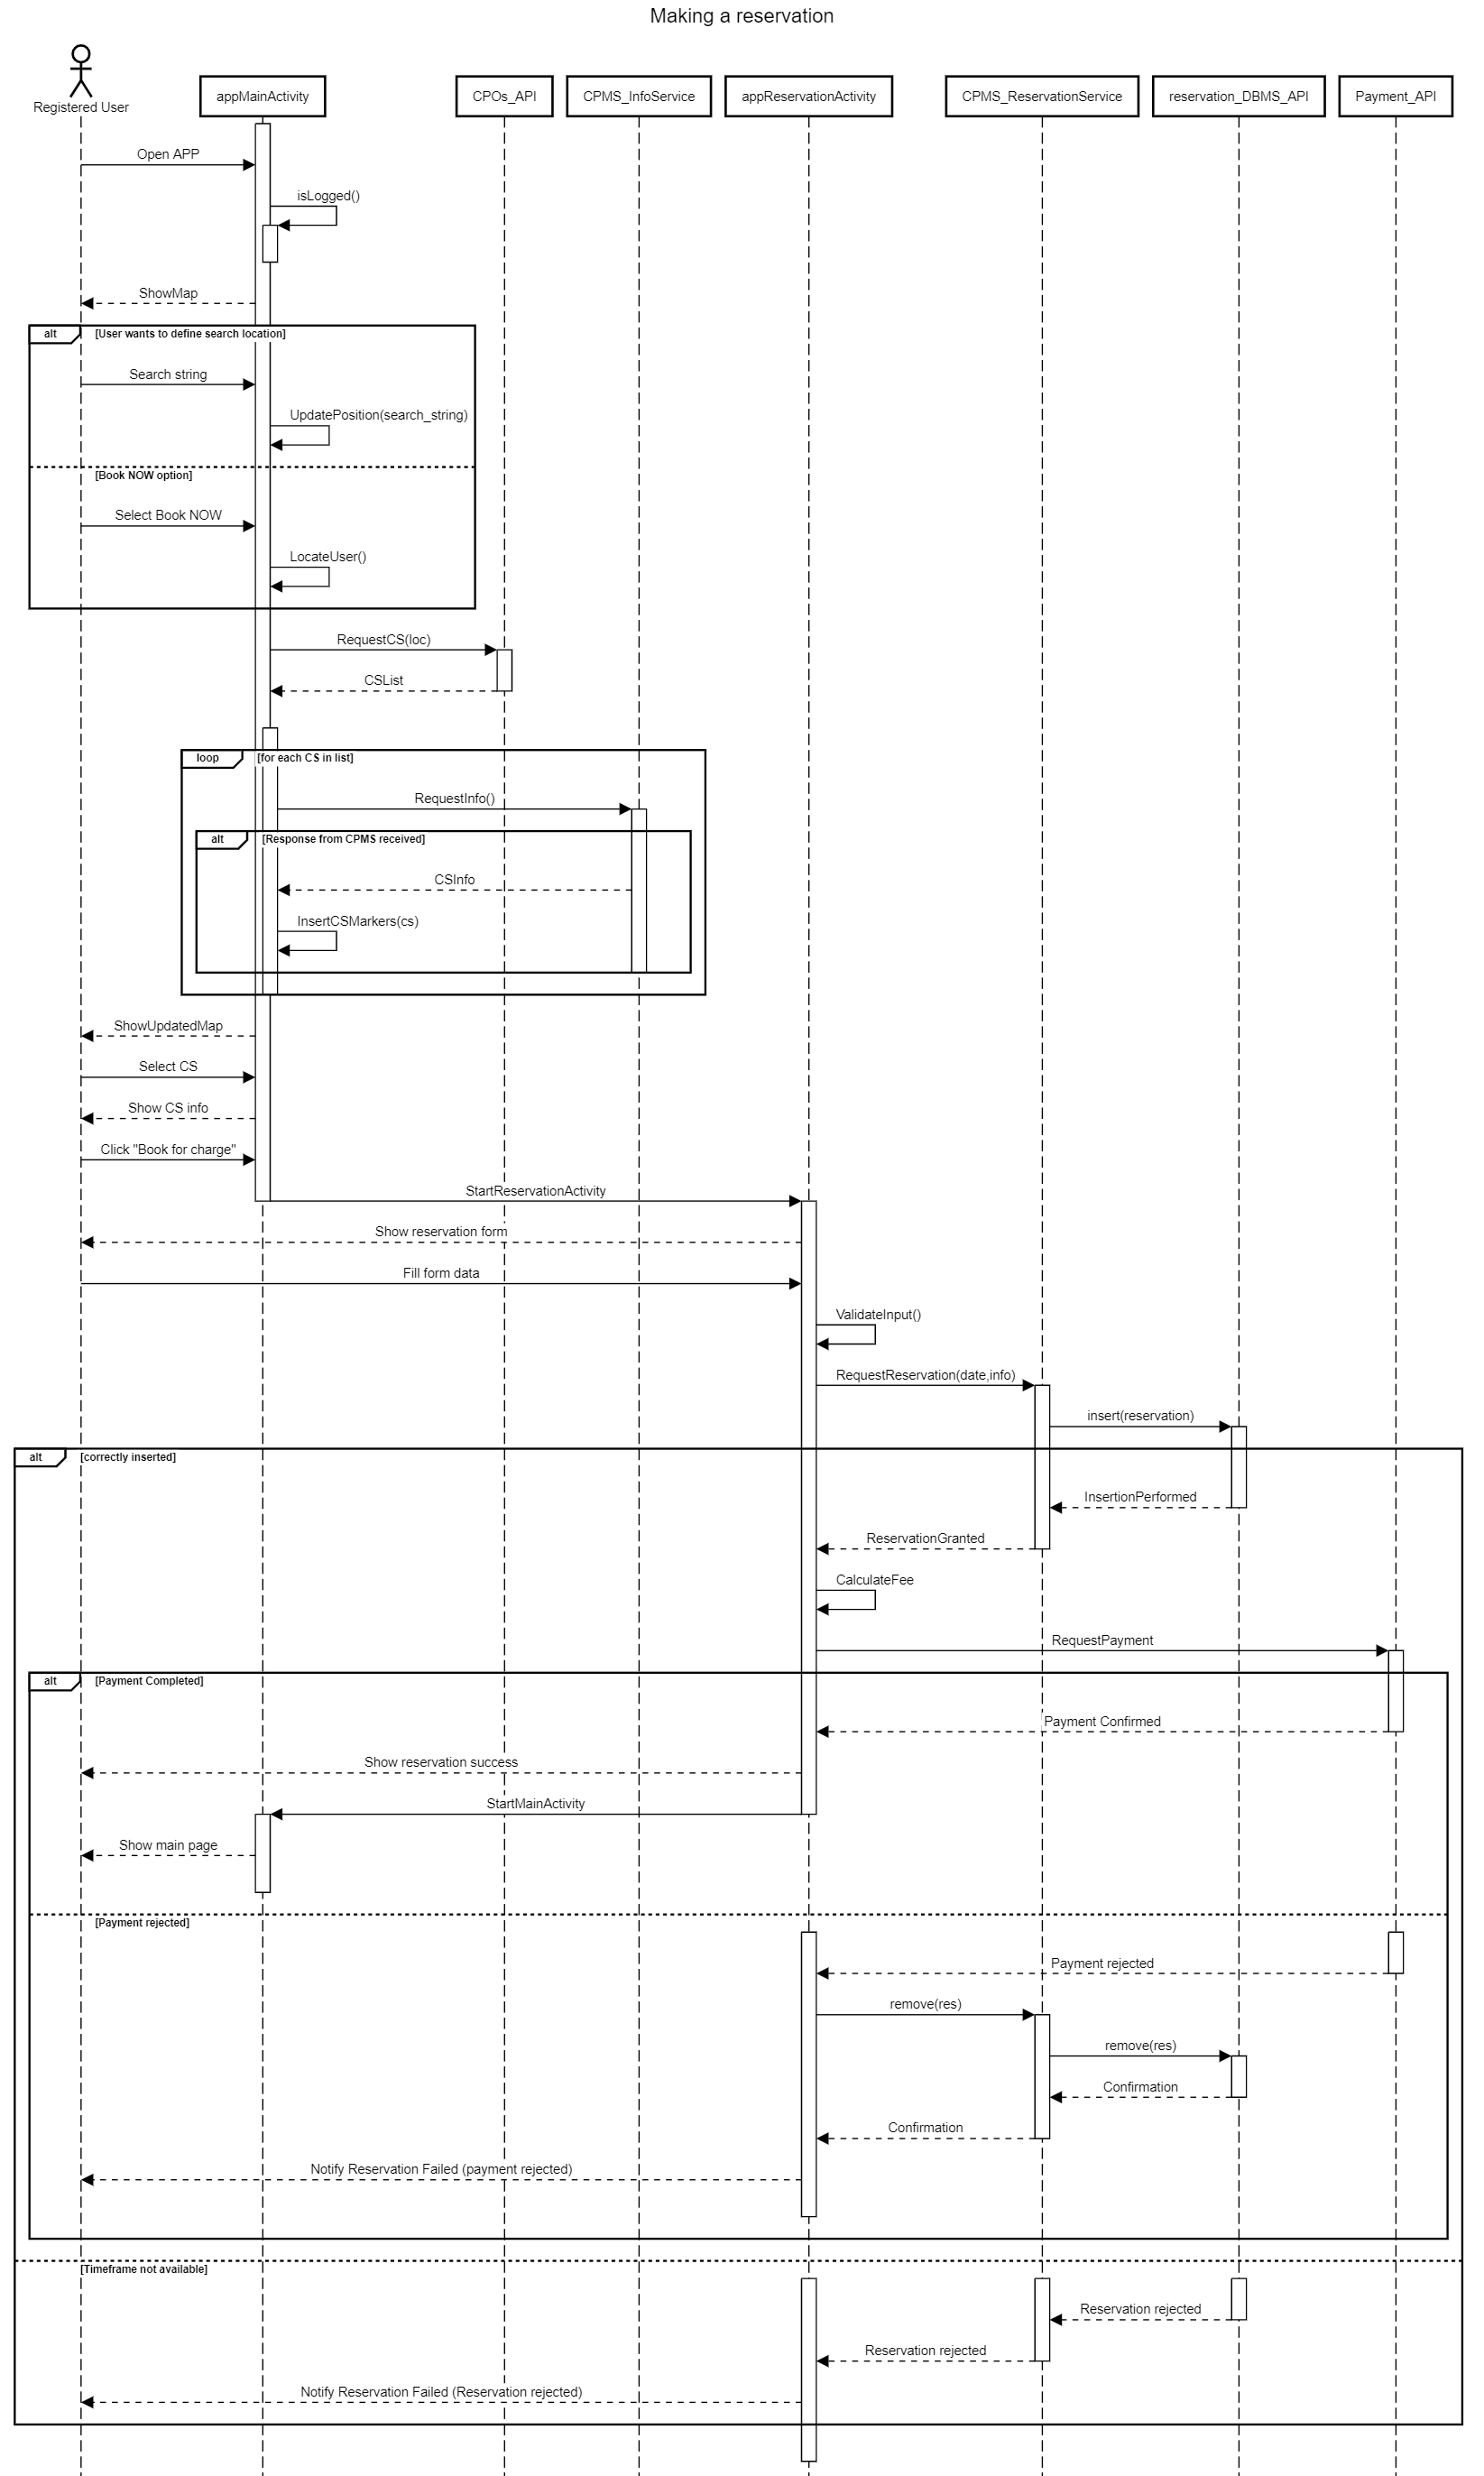 Making a reservation
Registered User
appMainActivity
CPOs_API
CPMS_InfoService
appReservationActivity
CPMS_ReservationService
reservation_DBMS_API
Payment_API
Open APP
isLogged()
ShowMap
alt
[User wants to define search location]
Search string
UpdatePosition(search_string)
[Book NOW option]
Select Book NOW
LocateUser()
RequestCS(loc)
CSList
loop
[for each CS in list]
RequestInfo()
alt
[Response from CPMS received]
CSInfo
InsertCSMarkers(cs)
ShowUpdatedMap
Select CS
Show CS info
Click "Book for charge"
StartReservationActivity
Show reservation form
Fill form data
ValidateInput()
RequestReservation(date,info)
insert(reservation)
alt
[correctly inserted]
InsertionPerformed
ReservationGranted
CalculateFee
RequestPayment
alt
[Payment Completed]
Payment Confirmed
Show reservation success
StartMainActivity
Show main page
[Payment rejected]
Payment rejected
remove(res)
remove(res)
Confirmation
Confirmation
Notify Reservation Failed (payment rejected)
[Timeframe not available]
Reservation rejected
Reservation rejected
Notify Reservation Failed (Reservation rejected)